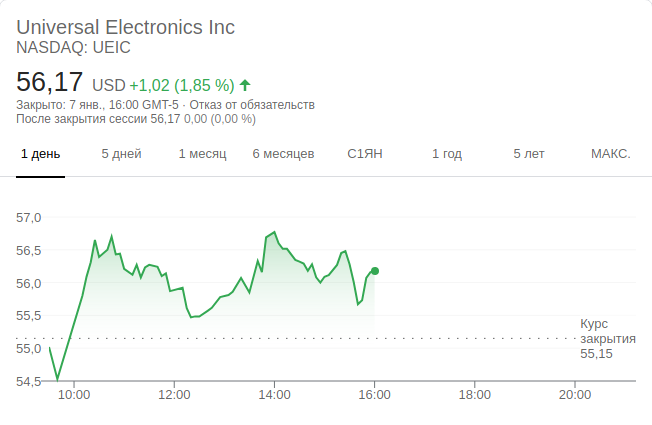 Universal Electronics Inc
NASDAQ: UEIC
56,17 USD +1,02 (1,85 %)
Закрыто: 7 янв., 16:00 GMT-5 · Отказ от обязательств
После закрытия сессии 56,17 0,00 (0,00 %)
1 день 5 дней 1 месяц 6 месяцев С1ЯН 1 год 5 лет МАКС.
57,0
56,5
56,0
55,5
Курс
закрытия
55,15
55,0
54,5
10:00 12:00 14:00 16:00 18:00 20:00